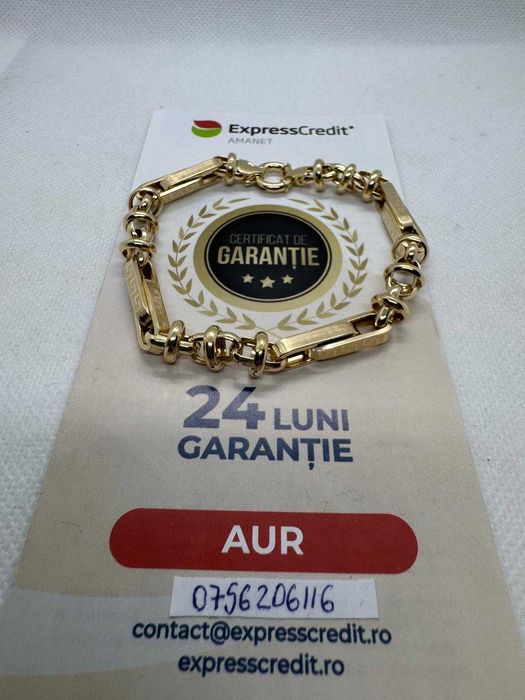 ExpressCredit®
AMANET
CERTIFICAT DE
GARANȚIE
24 LUNI
GARANȚIE
AUR
0756206116
contact@expresscredit.ro
expresscredit.ro